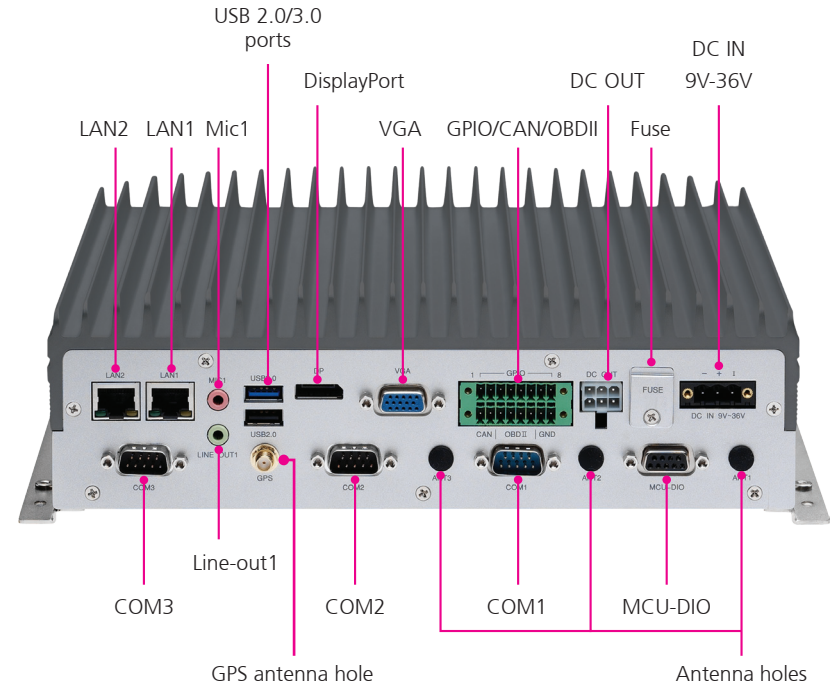 USB 2.0/3.0
ports
DC IN
9V-36V
DisplayPort
DC OUT
LAN2
LAN1
Mic1
VGA
GPIO/CAN/OBDII
Fuse
LAN2
LAN1
DP
VGA
1 GPIO 8
DC OUT
FUSE
− +
DC IN 9V~36V
USB2.0
CAN OBDII GND
GPS
COM3
COM2
COM1
MCU-DIO
Line-out1
COM3
COM2
COM1
MCU-DIO
GPS antenna hole
Antenna holes